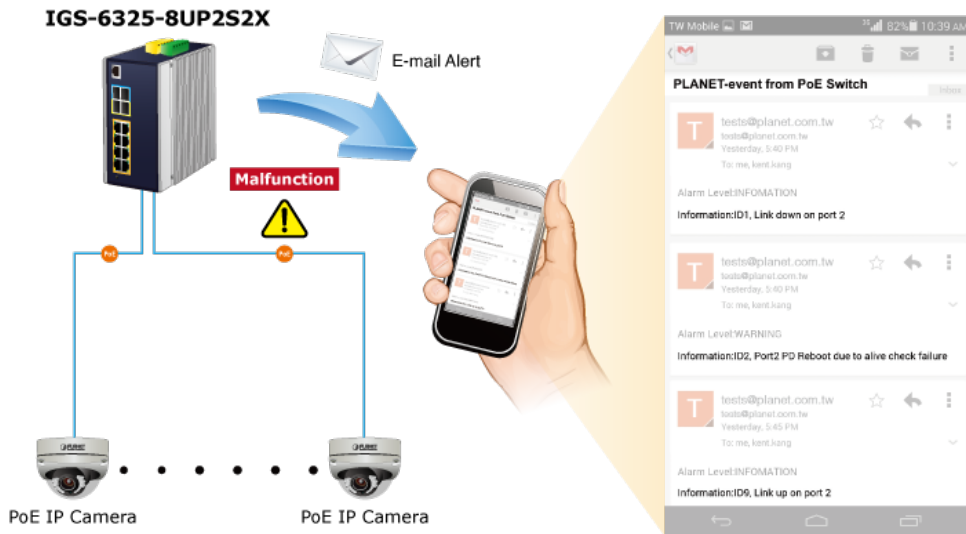 IGS-6325-8UP2S2X
E-mail Alert
Malfunction
PoE
PoE
PLANET
PLANET
PoE IP Camera
PoE IP Camera
TW Mobile
3G 82% 10:39 AM
PLANET-event from PoE Switch
Inbox
T
tests@planet.com.tw
tests@planet.com.tw
Yesterday, 5:40 PM
To: me, kent.kang
Alarm Level:INFOMATION
Information:ID1, Link down on port 2
T
tests@planet.com.tw
tests@planet.com.tw
Yesterday, 5:40 PM
To: me, kent.kang
Alarm Level:WARNING
Information:ID2, Port2 PD Reboot due to alive check failure
T
tests@planet.com.tw
tests@planet.com.tw
Yesterday, 5:45 PM
To: me, kent.kang
Alarm Level:INFOMATION
Information:ID9, Link up on port 2